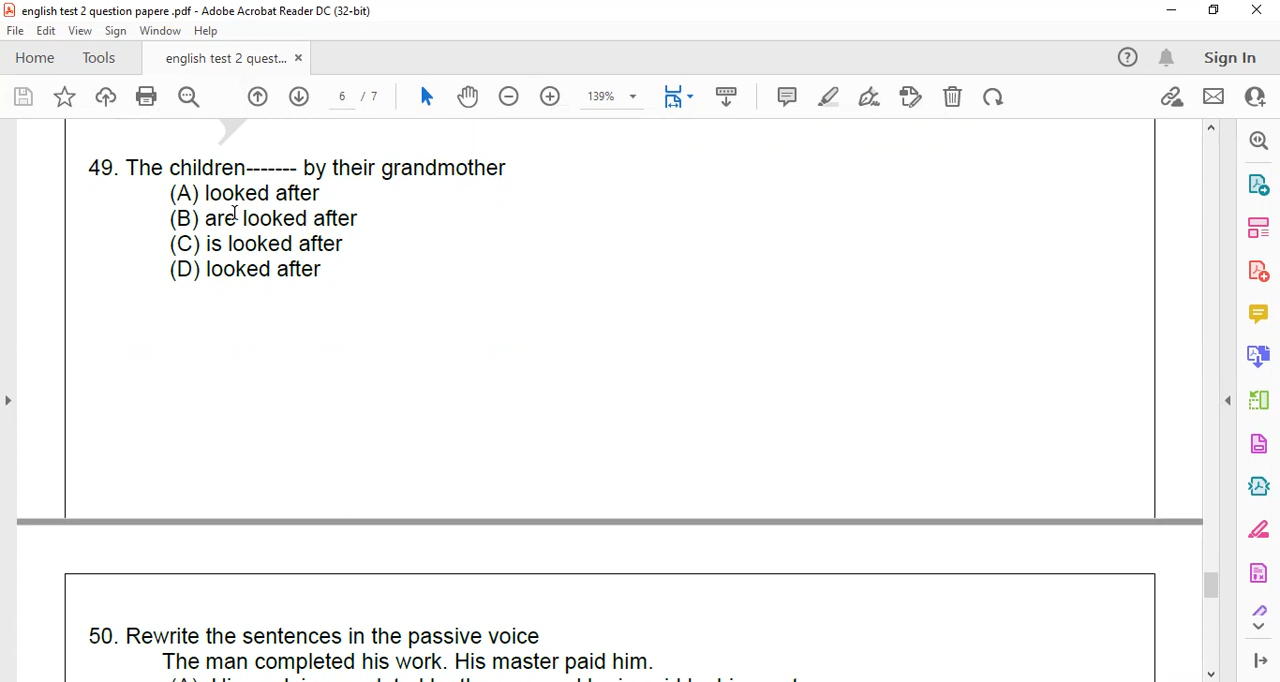 english test 2 question papere .pdf - Adobe Acrobat Reader DC (32-bit)
File Edit View Sign Window Help
Home Tools english test 2 quest... × Sign In
6 / 7 139%
49. The children------- by their grandmother
(A) looked after
(B) are looked after
(C) is looked after
(D) looked after
50. Rewrite the sentences in the passive voice
The man completed his work. His master paid him.